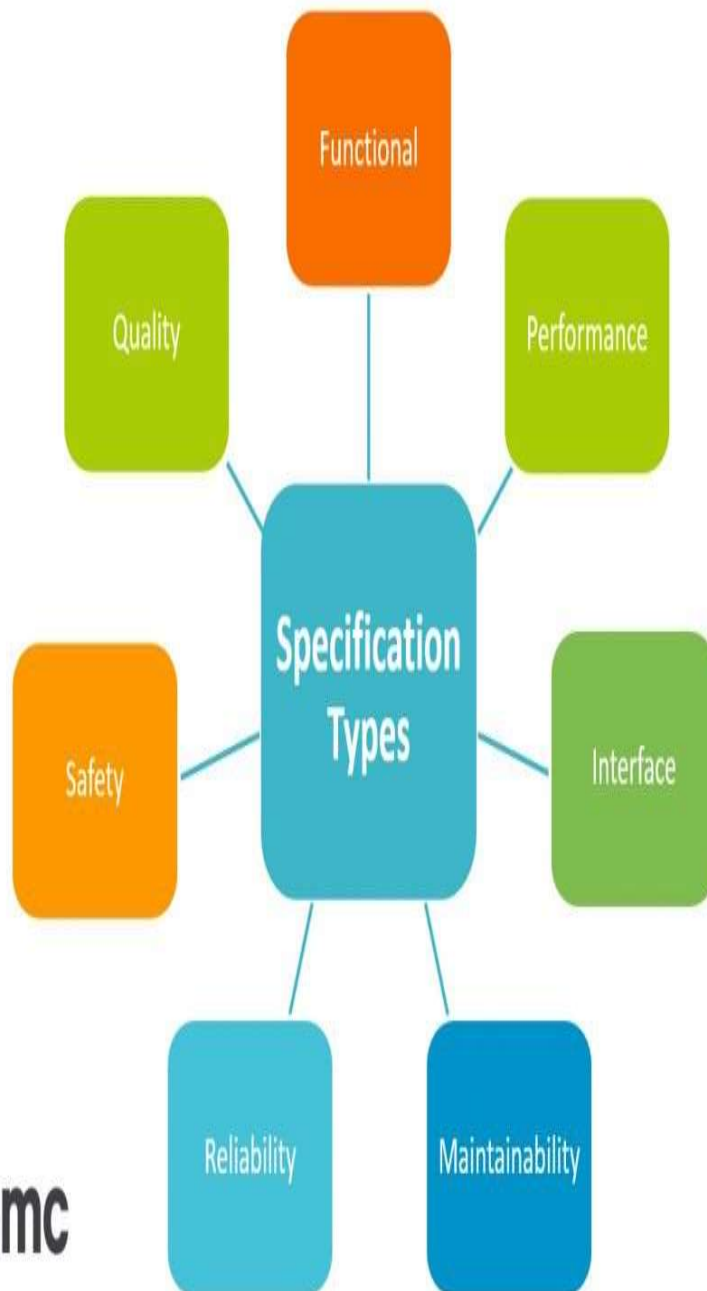 Functional
Quality
Performance
Specification
Types
Safety
Interface
Reliability
Maintainability
mc